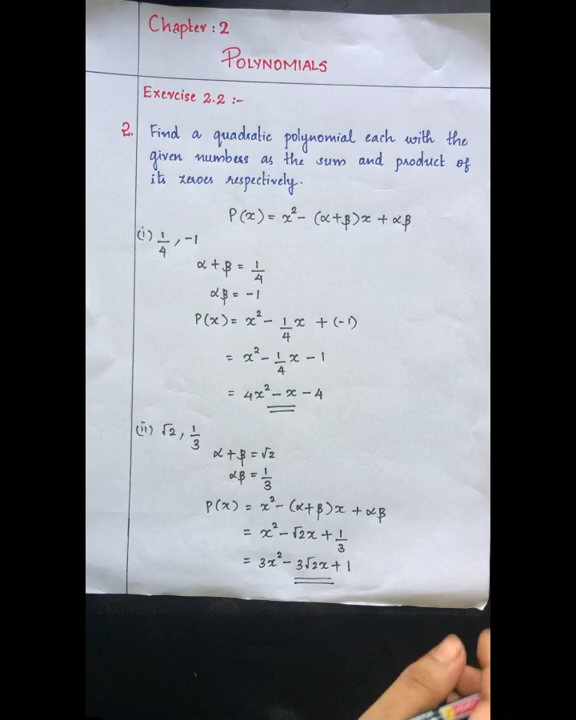 Chapter : 2
POLYNOMIALS
Exercise 2.2 :-
2. Find a quadratic polynomial each with the
given numbers as the sum and product of
its zeroes respectively.
P(x) = x² - (α+β)x + αβ
(i) 1/4, -1
α + β = 1/4
αβ = -1
P(x) = x² - 1/4 x + (-1)
= x² - 1/4 x - 1
= 4x² - x - 4
(ii) √2, 1/3
α + β = √2
αβ = 1/3
P(x) = x² - (α+β)x + αβ
= x² - √2x + 1/3
= 3x² - 3√2x + 1